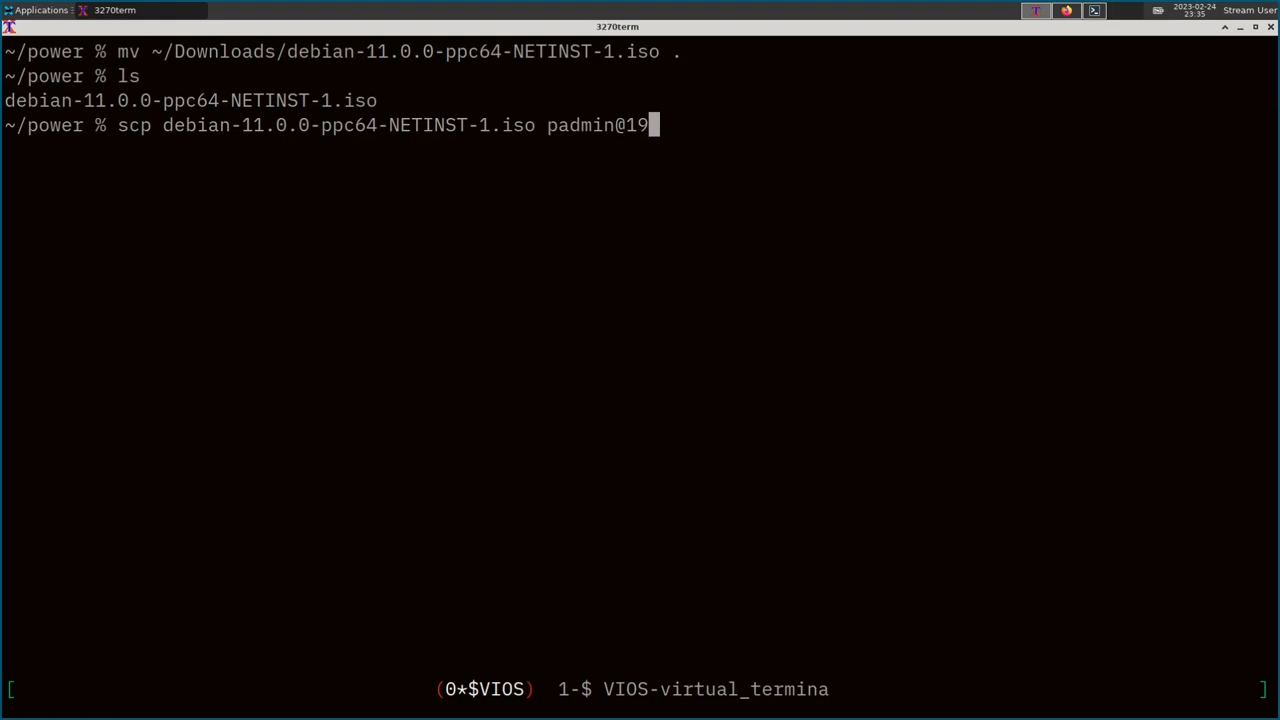 Applications
3270term
2023-02-24
23:35
Stream User
3270term
~/power % mv ~/Downloads/debian-11.0.0-ppc64-NETINST-1.iso .
~/power % ls
debian-11.0.0-ppc64-NETINST-1.iso
~/power % scp debian-11.0.0-ppc64-NETINST-1.iso padmin@19
[ (0*$VIOS) 1-$ VIOS-virtual_termina ]